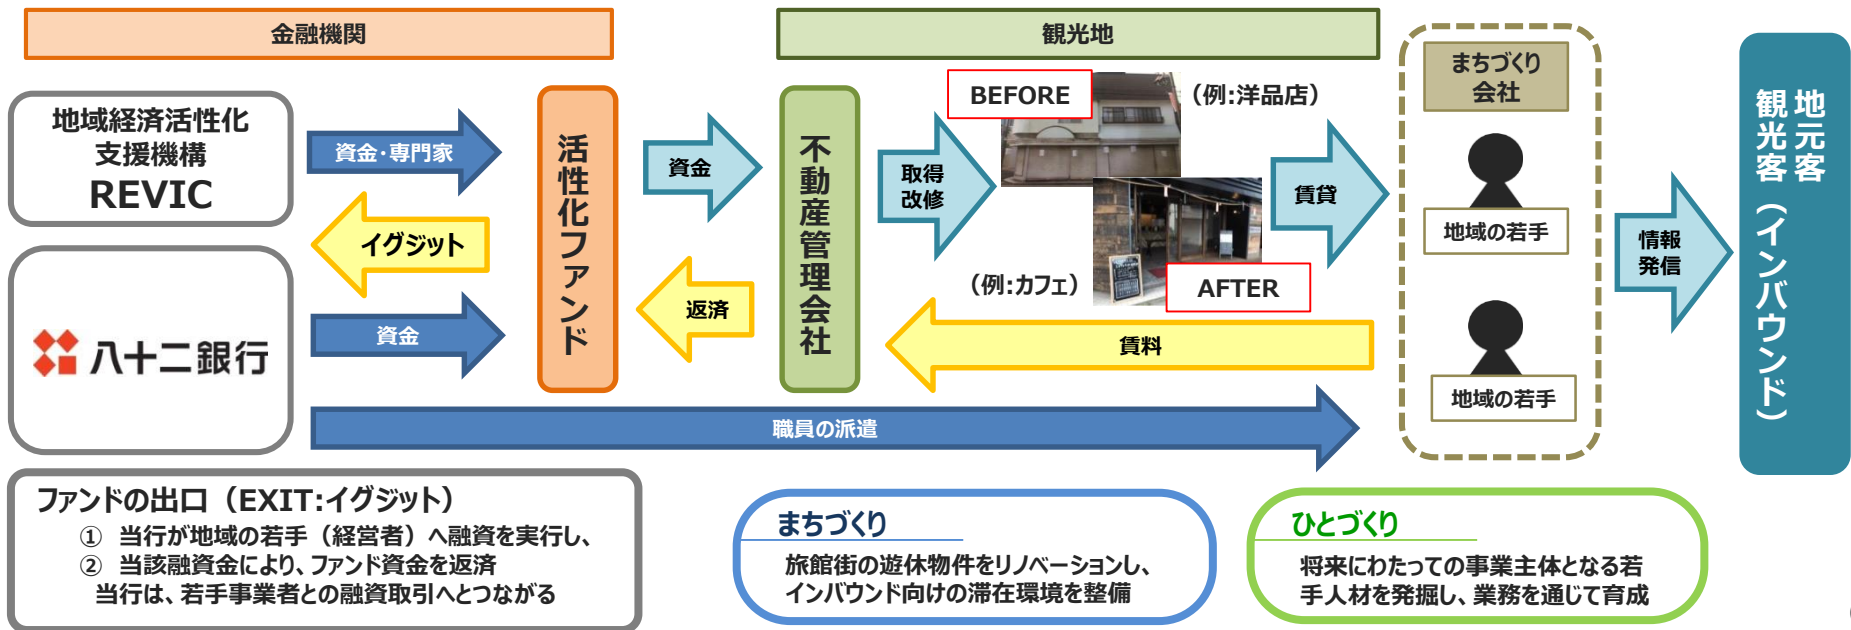 金融機関
観光地
地域経済活性化
支援機構
REVIC
資金・専門家
イグジット
八十二銀行
資金
活性化ファンド
資金
返済
不動産管理会社
取得
改修
BEFORE
（例:洋品店）
（例:カフェ）
AFTER
賃貸
賃料
職員の派遣
まちづくり
会社
地域の若手
地域の若手
情報
発信
地元客
観光客（インバウンド）
ファンドの出口（EXIT:イグジット）
① 当行が地域の若手（経営者）へ融資を実行し、
② 当該融資金により、ファンド資金を返済
当行は、若手事業者との融資取引へとつながる
まちづくり
旅館街の遊休物件をリノベーションし、
インバウンド向けの滞在環境を整備
ひとづくり
将来にわたっての事業主体となる若
手人材を発掘し、業務を通じて育成